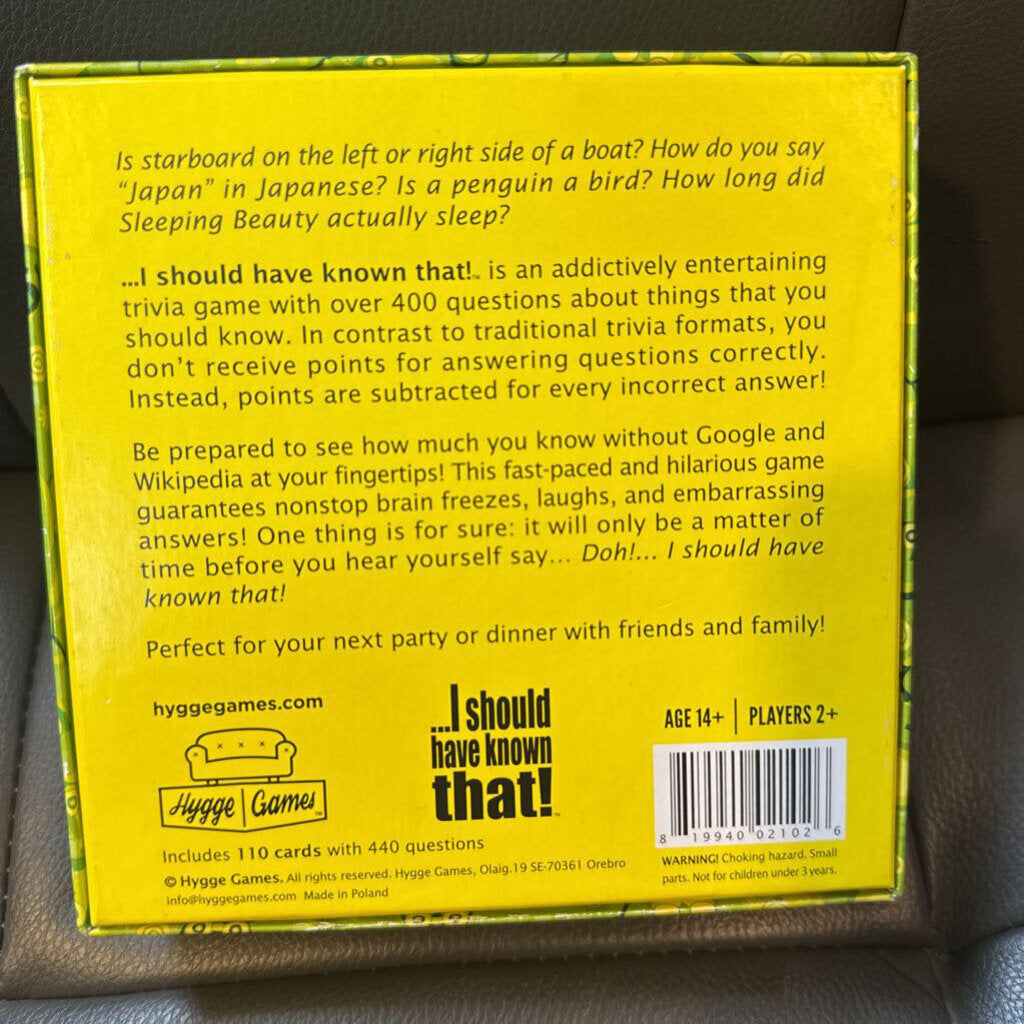 Is starboard on the left or right side of a boat? How do you say
“Japan” in Japanese? Is a penguin a bird? How long did
Sleeping Beauty actually sleep?
...I should have known that!™ is an addictively entertaining
trivia game with over 400 questions about things that you
should know. In contrast to traditional trivia formats, you
don’t receive points for answering questions correctly.
Instead, points are subtracted for every incorrect answer!
Be prepared to see how much you know without Google and
Wikipedia at your fingertips! This fast-paced and hilarious game
guarantees nonstop brain freezes, laughs, and embarrassing
answers! One thing is for sure: it will only be a matter of
time before you hear yourself say... Doh!... I should have
known that!
Perfect for your next party or dinner with friends and family!
hyggegames.com
Hygge Games™
...I should
have known
that!™
AGE 14+ | PLAYERS 2+
8 19940 02102 6
WARNING! Choking hazard. Small
parts. Not for children under 3 years.
Includes 110 cards with 440 questions
© Hygge Games. All rights reserved. Hygge Games, Olaig.19 SE-70361 Orebro
info@hyggegames.com Made in Poland